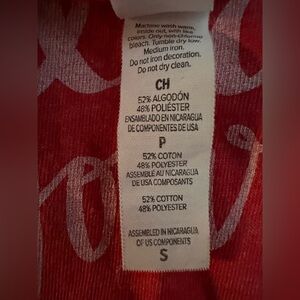 Machine wash warm,
inside out, with like
colors. Only non-chlorine
bleach. Tumble dry low.
Medium iron.
Do not iron decoration.
Do not dry clean.
CH
52% ALGODÓN
48% POLIÉSTER
ENSAMBLADO EN NICARAGUA
DE COMPONENTES DE USA
P
52% COTON
48% POLYESTER
ASSEMBLE AU NICARAGUA
DE USA COMPOSANTS
52% COTTON
48% POLYESTER
ASSEMBLED IN NICARAGUA
OF US COMPONENTS
S